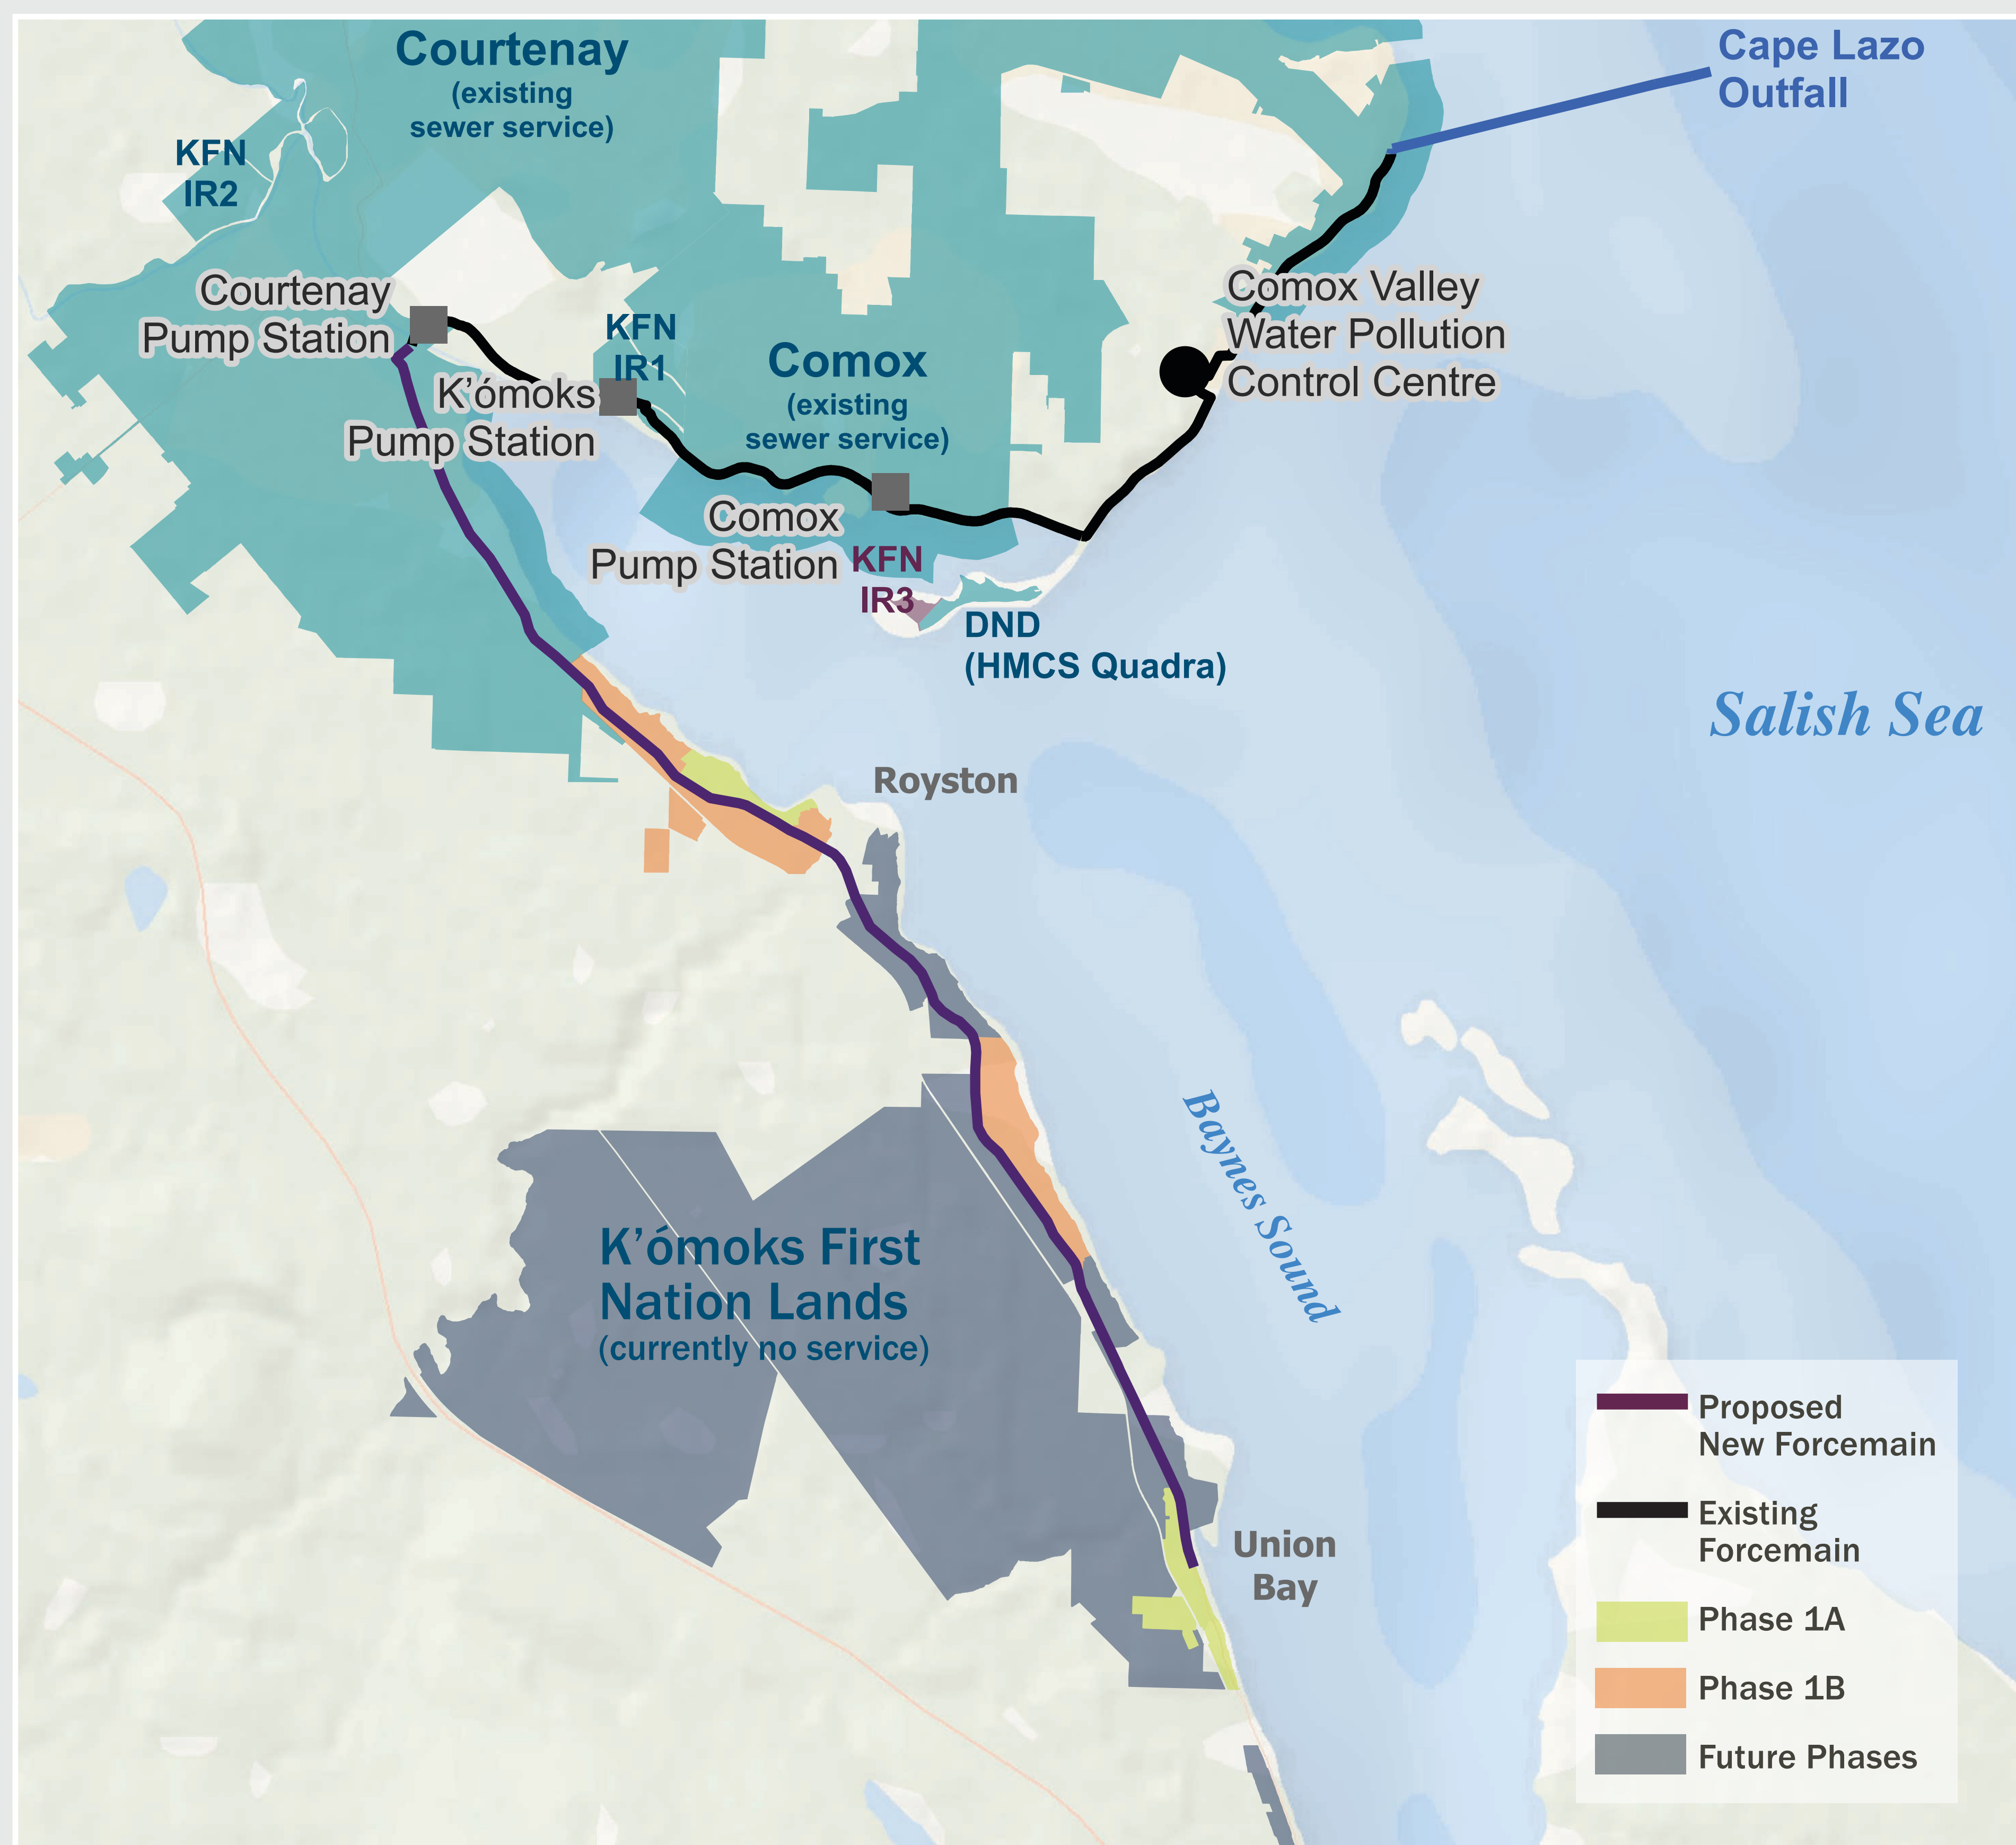 Courtenay
(existing
sewer service)
Cape Lazo
Outfall
KFN
IR2
Courtenay
Pump Station
KFN
IR1
K’ómoks
Pump Station
Comox
(existing
sewer service)
Comox Valley
Water Pollution
Control Centre
Comox
Pump Station
KFN
IR3
DND
(HMCS Quadra)
Salish Sea
Royston
Baynes Sound
K’ómoks First
Nation Lands
(currently no service)
Union
Bay
Proposed
New Forcemain
Existing
Forcemain
Phase 1A
Phase 1B
Future Phases